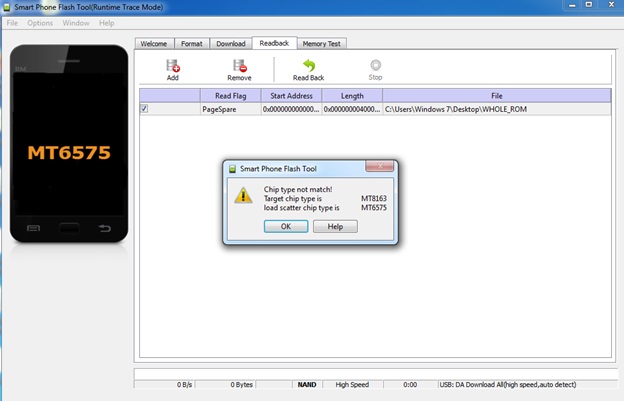 Smart Phone Flash Tool(Runtime Trace Mode)
File Options Window Help
Welcome Format Download Readback Memory Test
Add Remove Read Back Stop
Read Flag Start Address Length File
PageSpare 0x000000000000... 0x000000004000... C:\Users\Windows 7\Desktop\WHOLE_ROM
MT6575
Smart Phone Flash Tool
Chip type not match!
Target chip type is MT8163
load scatter chip type is MT6575
OK Help
0 B/s 0 Bytes NAND High Speed 0:00 USB: DA Download All(high speed,auto detect)